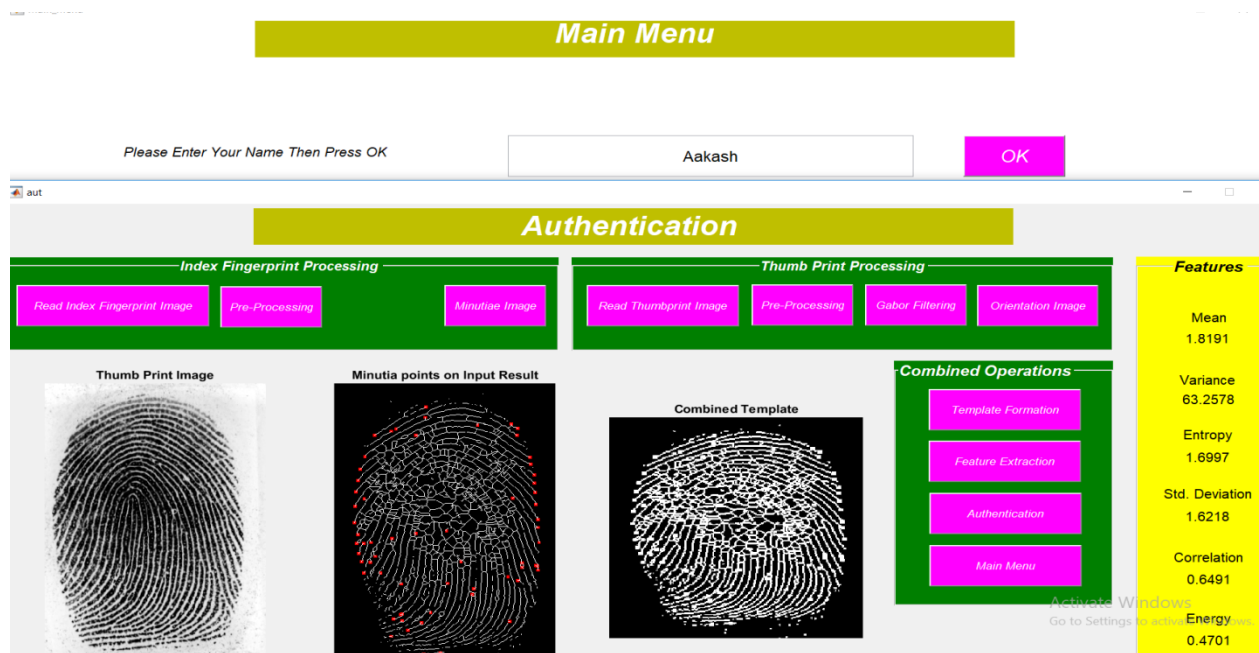 Main Menu
Please Enter Your Name Then Press OK
Aakash
OK
aut
Authentication
Index Fingerprint Processing
Read Index Fingerprint Image
Pre-Processing
Minutiae Image
Thumb Print Processing
Read Thumbprint Image
Pre-Processing
Gabor Filtering
Orientation Image
Thumb Print Image
Minutia points on Input Result
Combined Template
Combined Operations
Template Formation
Feature Extraction
Authentication
Main Menu
Features
Mean
1.8191
Variance
63.2578
Entropy
1.6997
Std. Deviation
1.6218
Correlation
0.6491
Energy
0.4701
Activate Windows
Go to Settings to activate Windows.